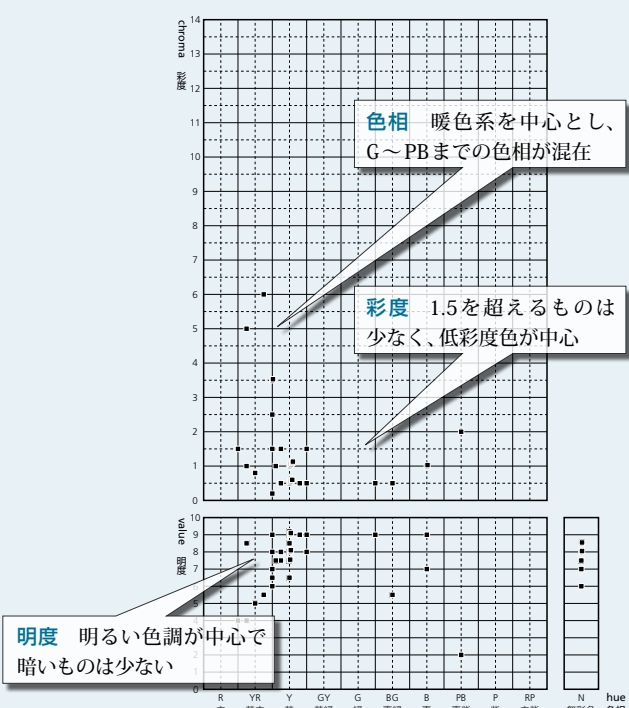 chroma 彩度
14
13
12
11
10
9
8
7
6
5
4
3
2
1
0
色相 暖色系を中心とし、
G〜PBまでの色相が混在
彩度 1.5を超えるものは
少なく、低彩度色が中心
value 明度
10
9
8
7
6
5
4
3
2
1
0
明度 明るい色調が中心で
暗いものは少ない
R YR Y GY G BG B PB P RP N hue